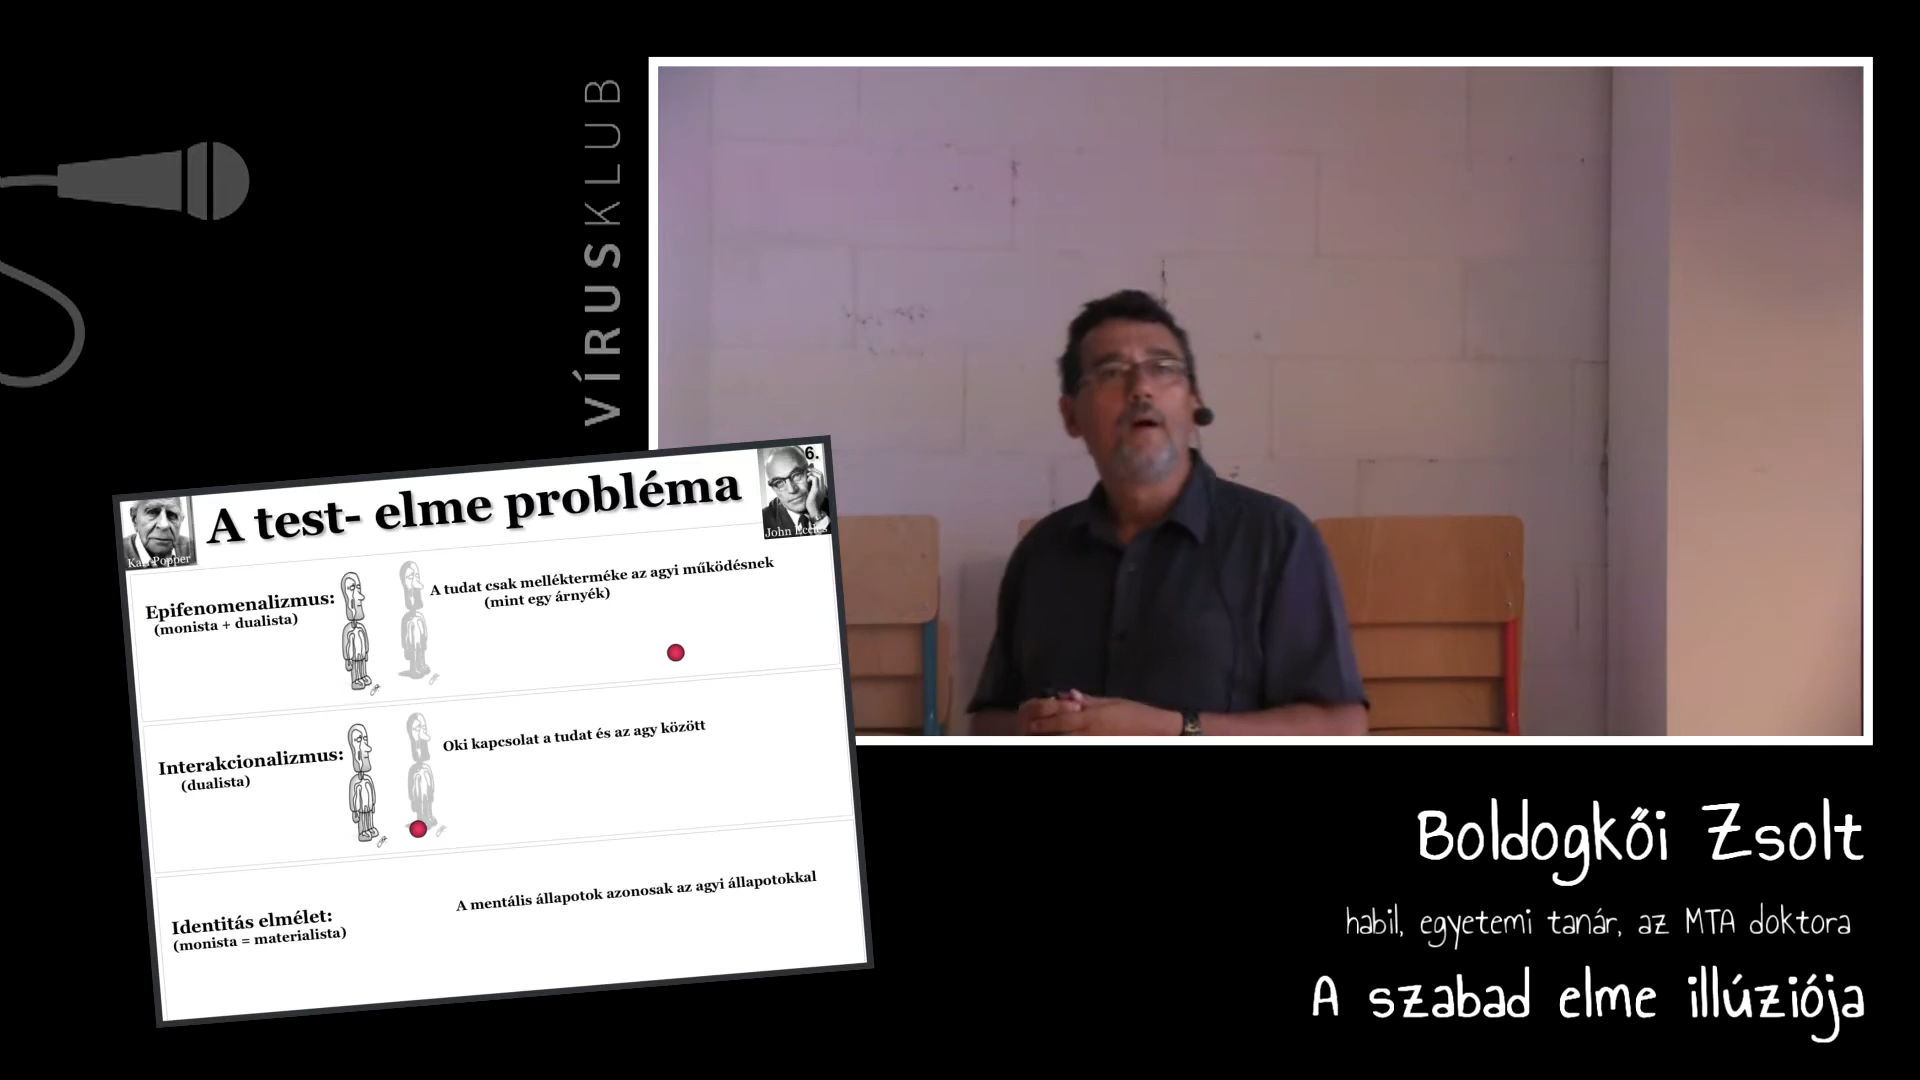 VÍRUSKLUB
6.
A test- elme probléma
Karl Popper
John Eccles
Epifenomenalizmus:
(monista + dualista)
A tudat csak mellékterméke az agyi működésnek
(mint egy árnyék)
Interakcionalizmus:
(dualista)
Oki kapcsolat a tudat és az agy között
Identitás elmélet:
(monista = materialista)
A mentális állapotok azonosak az agyi állapotokkal
Boldogkői Zsolt
habil, egyetemi tanár, az MTA doktora
A szabad elme illúziója